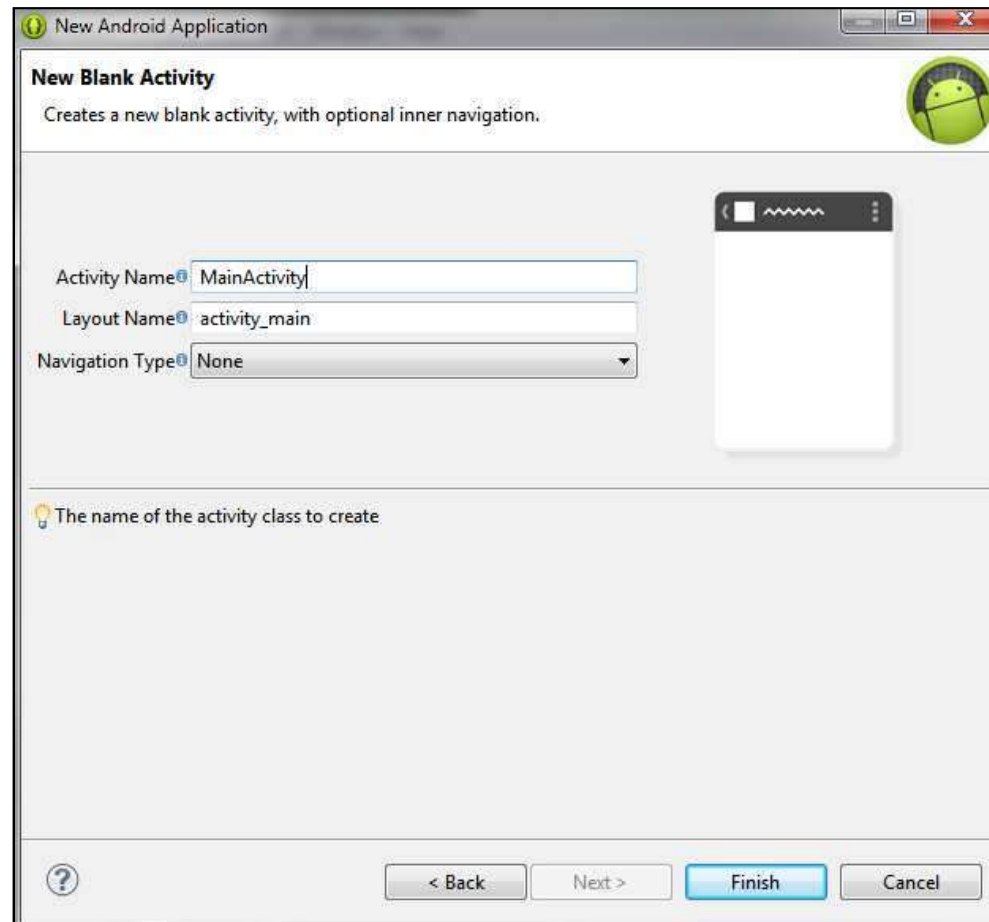 New Android Application
New Blank Activity
Creates a new blank activity, with optional inner navigation.
Activity Name MainActivity
Layout Name activity_main
Navigation Type None
The name of the activity class to create
< Back Next > Finish Cancel